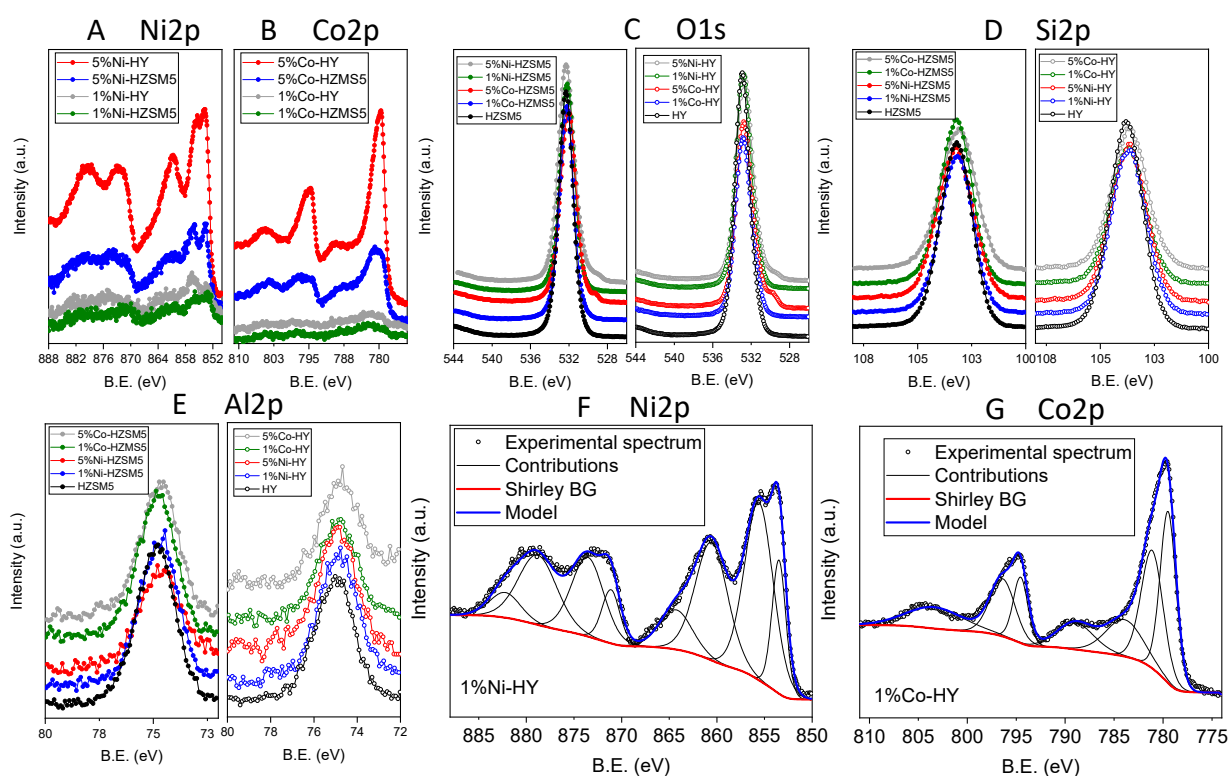 A Ni2p
B Co2p
C O1s
D Si2p
5%Ni-HY
5%Ni-HZSM5
1%Ni-HY
1%Ni-HZSM5
Intensity (a.u.)
888 882 876 870 864 858 852
B.E. (eV)
5%Co-HY
5%Co-HZMS5
1%Co-HY
1%Co-HZMS5
810 805 795 780
B.E. (eV)
5%Ni-HZSM5
1%Ni-HZSM5
5%Co-HZSM5
1%Co-HZMS5
HZSM5
Intensity (a.u.)
544 540 536 532 528
B.E. (eV)
5%Ni-HY
1%Ni-HY
5%Co-HY
1%Co-HY
HY
544 540 536 532 528
B.E. (eV)
5%Co-HZSM5
1%Co-HZMS5
5%Ni-HZSM5
1%Ni-HZSM5
HZSM5
Intensity (a.u.)
108 105 103 100
B.E. (eV)
5%Co-HY
1%Co-HY
5%Ni-HY
1%Ni-HY
HY
108 105 103 100
B.E. (eV)
E Al2p
F Ni2p
G Co2p
5%Co-HZSM5
1%Co-HZMS5
5%Ni-HZSM5
1%Ni-HZSM5
HZSM5
Intensity (a.u.)
80 78 75 73
B.E. (eV)
5%Co-HY
1%Co-HY
5%Ni-HY
1%Ni-HY
HY
80 78 76 74 72
B.E. (eV)
Experimental spectrum
Contributions
Shirley BG
Model
Intensity (a.u.)
1%Ni-HY
885 880 875 870 865 860 855 850
B.E. (eV)
Experimental spectrum
Contributions
Shirley BG
Model
Intensity (a.u.)
1%Co-HY
810 805 800 795 790 785 780 775
B.E. (eV)